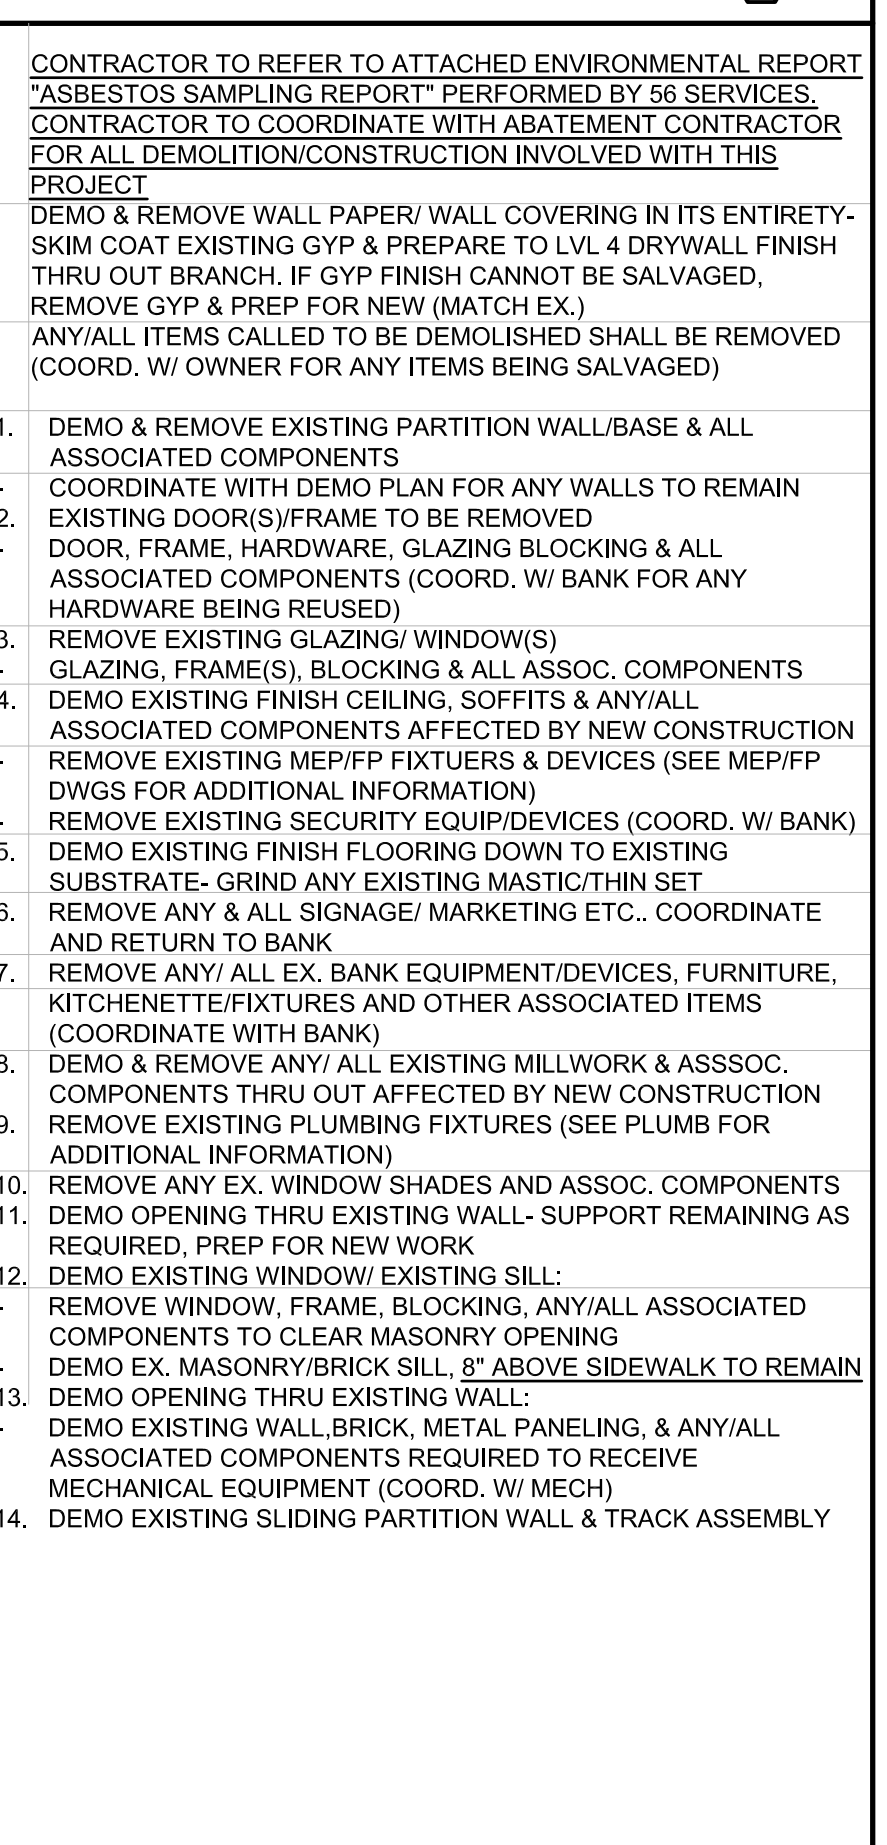 CONTRACTOR TO REFER TO ATTACHED ENVIRONMENTAL REPORT
"ASBESTOS SAMPLING REPORT" PERFORMED BY 56 SERVICES.
CONTRACTOR TO COORDINATE WITH ABATEMENT CONTRACTOR
FOR ALL DEMOLITION/CONSTRUCTION INVOLVED WITH THIS
PROJECT
DEMO & REMOVE WALL PAPER/ WALL COVERING IN ITS ENTIRETY-
SKIM COAT EXISTING GYP & PREPARE TO LVL 4 DRYWALL FINISH
THRU OUT BRANCH. IF GYP FINISH CANNOT BE SALVAGED,
REMOVE GYP & PREP FOR NEW (MATCH EX.)
ANY/ALL ITEMS CALLED TO BE DEMOLISHED SHALL BE REMOVED
(COORD. W/ OWNER FOR ANY ITEMS BEING SALVAGED)
1. DEMO & REMOVE EXISTING PARTITION WALL/BASE & ALL
ASSOCIATED COMPONENTS
- COORDINATE WITH DEMO PLAN FOR ANY WALLS TO REMAIN
2. EXISTING DOOR(S)/FRAME TO BE REMOVED
- DOOR, FRAME, HARDWARE, GLAZING BLOCKING & ALL
ASSOCIATED COMPONENTS (COORD. W/ BANK FOR ANY
HARDWARE BEING REUSED)
3. REMOVE EXISTING GLAZING/ WINDOW(S)
- GLAZING, FRAME(S), BLOCKING & ALL ASSOC. COMPONENTS
4. DEMO EXISTING FINISH CEILING, SOFFITS & ANY/ALL
ASSOCIATED COMPONENTS AFFECTED BY NEW CONSTRUCTION
- REMOVE EXISTING MEP/FP FIXTUERS & DEVICES (SEE MEP/FP
DWGS FOR ADDITIONAL INFORMATION)
- REMOVE EXISTING SECURITY EQUIP/DEVICES (COORD. W/ BANK)
5. DEMO EXISTING FINISH FLOORING DOWN TO EXISTING
SUBSTRATE- GRIND ANY EXISTING MASTIC/THIN SET
6. REMOVE ANY & ALL SIGNAGE/ MARKETING ETC.. COORDINATE
AND RETURN TO BANK
7. REMOVE ANY/ ALL EX. BANK EQUIPMENT/DEVICES, FURNITURE,
KITCHENETTE/FIXTURES AND OTHER ASSOCIATED ITEMS
(COORDINATE WITH BANK)
8. DEMO & REMOVE ANY/ ALL EXISTING MILLWORK & ASSSOC.
COMPONENTS THRU OUT AFFECTED BY NEW CONSTRUCTION
9. REMOVE EXISTING PLUMBING FIXTURES (SEE PLUMB FOR
ADDITIONAL INFORMATION)
10. REMOVE ANY EX. WINDOW SHADES AND ASSOC. COMPONENTS
11. DEMO OPENING THRU EXISTING WALL- SUPPORT REMAINING AS
REQUIRED, PREP FOR NEW WORK
12. DEMO EXISTING WINDOW/ EXISTING SILL:
- REMOVE WINDOW, FRAME, BLOCKING, ANY/ALL ASSOCIATED
COMPONENTS TO CLEAR MASONRY OPENING
- DEMO EX. MASONRY/BRICK SILL, 8" ABOVE SIDEWALK TO REMAIN
13. DEMO OPENING THRU EXISTING WALL:
- DEMO EXISTING WALL,BRICK, METAL PANELING, & ANY/ALL
ASSOCIATED COMPONENTS REQUIRED TO RECEIVE
MECHANICAL EQUIPMENT (COORD. W/ MECH)
14. DEMO EXISTING SLIDING PARTITION WALL & TRACK ASSEMBLY